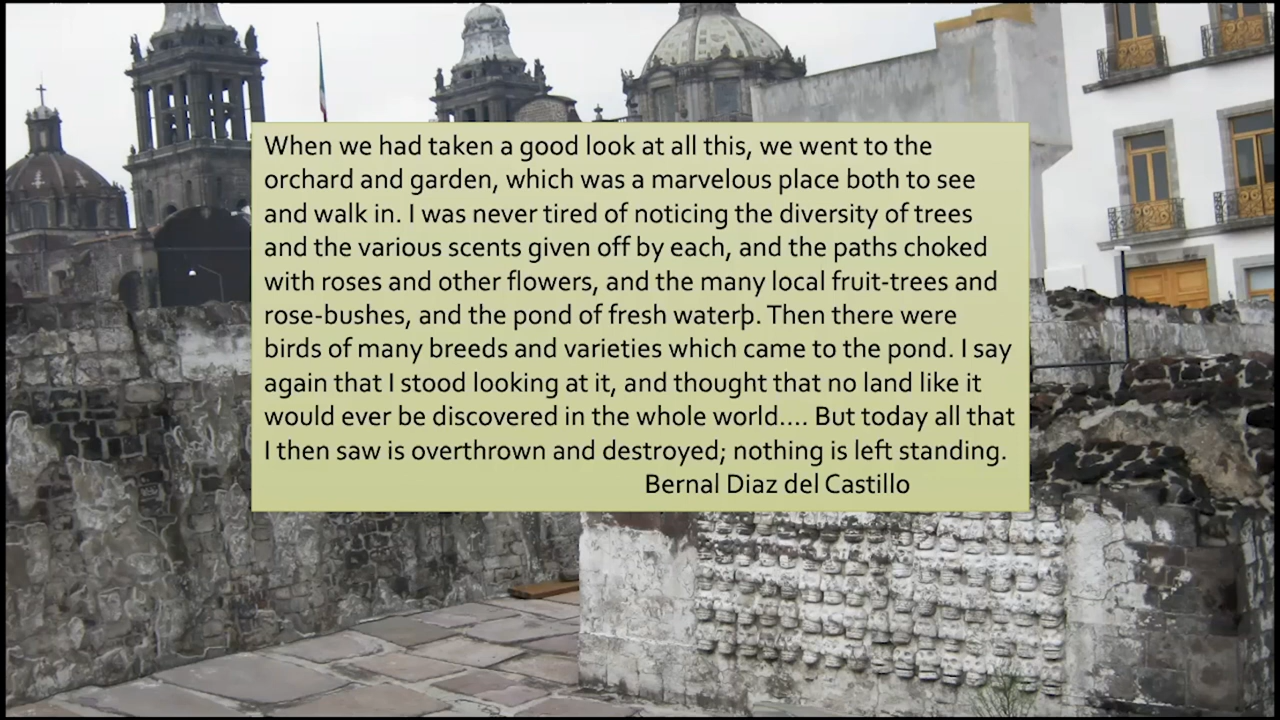 When we had taken a good look at all this, we went to the
orchard and garden, which was a marvelous place both to see
and walk in. I was never tired of noticing the diversity of trees
and the various scents given off by each, and the paths choked
with roses and other flowers, and the many local fruit-trees and
rose-bushes, and the pond of fresh waterþ. Then there were
birds of many breeds and varieties which came to the pond. I say
again that I stood looking at it, and thought that no land like it
would ever be discovered in the whole world.... But today all that
I then saw is overthrown and destroyed; nothing is left standing.
Bernal Diaz del Castillo